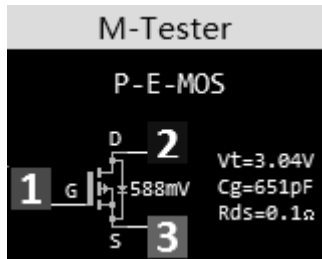 M-Tester
P-E-MOS
D 2
Vt=3.04V
1 G 588mV Cg=651pF
Rds=0.1Ω
S 3